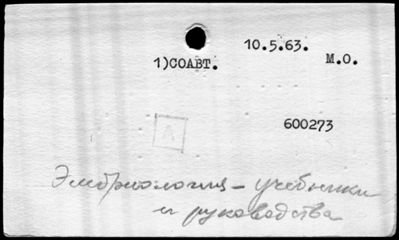 10.5.63.
1)СОАВТ. М.О.
А
600273
Эмбриология – учебники
и руководства